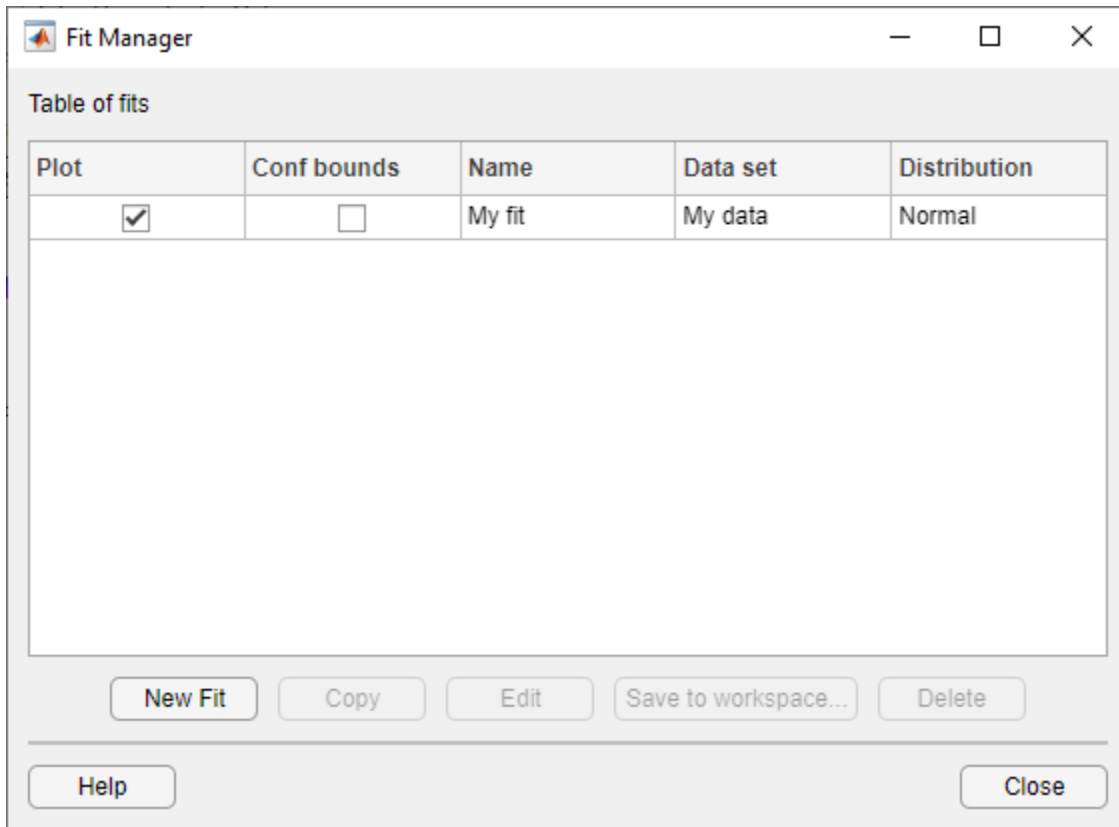 Fit Manager
Table of fits
Plot Conf bounds Name Data set Distribution
My fit My data Normal
New Fit Copy Edit Save to workspace... Delete
Help Close